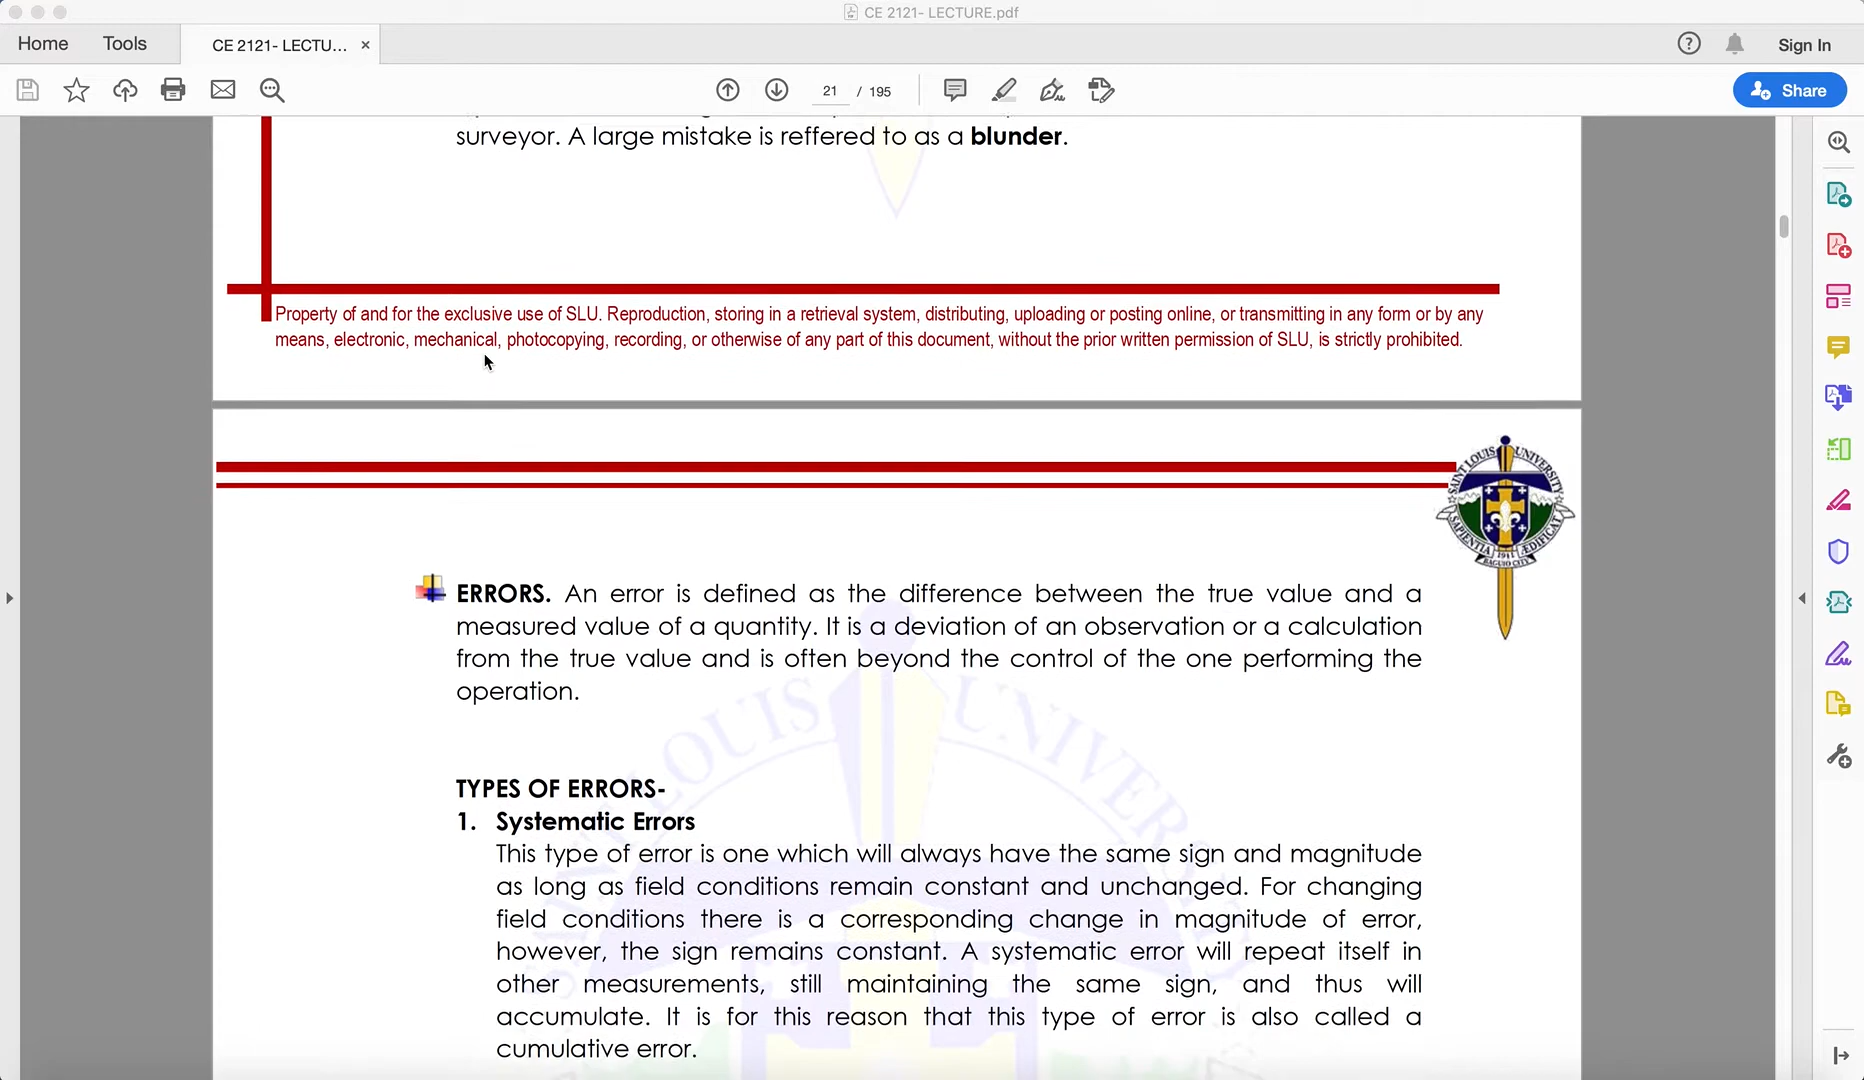 CE 2121- LECTURE.pdf
Home Tools CE 2121- LECTU... × Sign In
21 / 195 Share
surveyor. A large mistake is reffered to as a blunder.
Property of and for the exclusive use of SLU. Reproduction, storing in a retrieval system, distributing, uploading or posting online, or transmitting in any form or by any
means, electronic, mechanical, photocopying, recording, or otherwise of any part of this document, without the prior written permission of SLU, is strictly prohibited.
SAINT LOUIS UNIVERSITY
SAPIENTIA ÆDIFICAT
1911
BAGUIO CITY
ERRORS. An error is defined as the difference between the true value and a
measured value of a quantity. It is a deviation of an observation or a calculation
from the true value and is often beyond the control of the one performing the
operation.
TYPES OF ERRORS-
1. Systematic Errors
This type of error is one which will always have the same sign and magnitude
as long as field conditions remain constant and unchanged. For changing
field conditions there is a corresponding change in magnitude of error,
however, the sign remains constant. A systematic error will repeat itself in
other measurements, still maintaining the same sign, and thus will
accumulate. It is for this reason that this type of error is also called a
cumulative error.
SAINT LOUIS UNIVERSITY